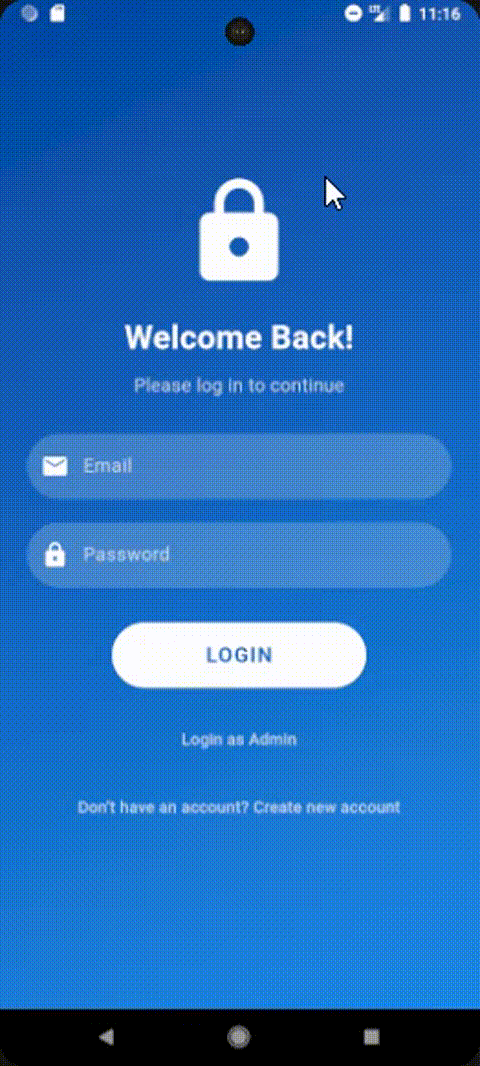 LTE 11:16
Welcome Back!
Please log in to continue
Email
Password
LOGIN
Login as Admin
Don't have an account? Create new account